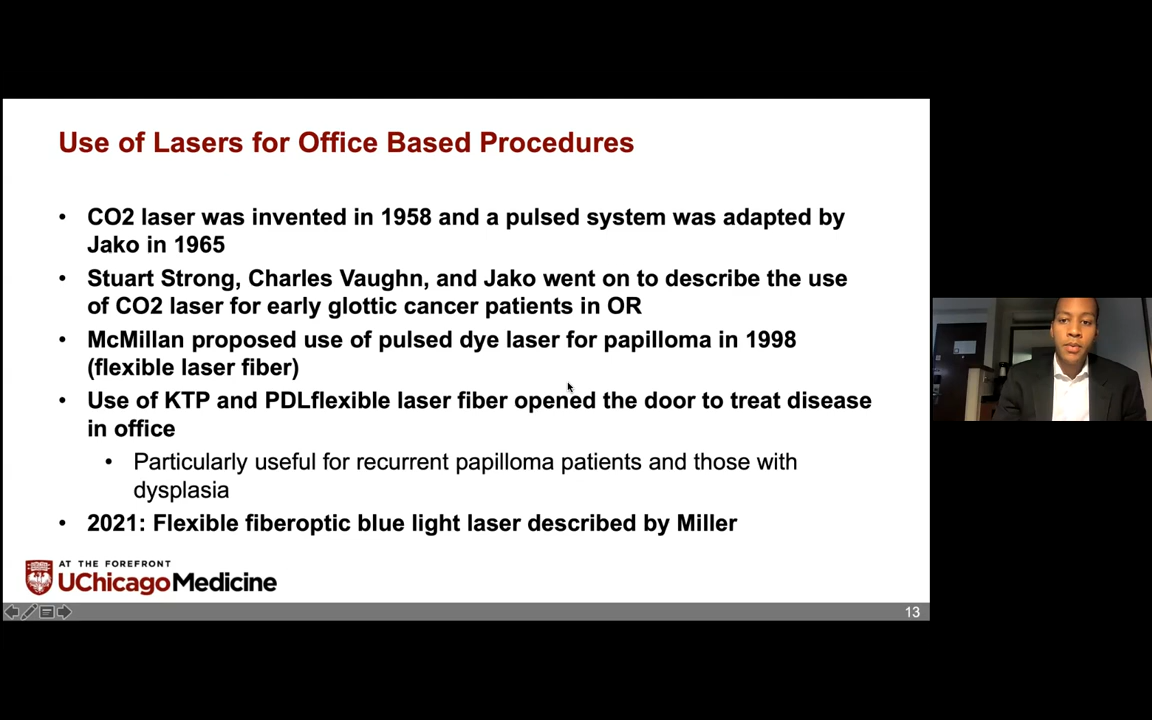 Use of Lasers for Office Based Procedures
• CO2 laser was invented in 1958 and a pulsed system was adapted by
Jako in 1965
• Stuart Strong, Charles Vaughn, and Jako went on to describe the use
of CO2 laser for early glottic cancer patients in OR
• McMillan proposed use of pulsed dye laser for papilloma in 1998
(flexible laser fiber)
• Use of KTP and PDLflexible laser fiber opened the door to treat disease
in office
• Particularly useful for recurrent papilloma patients and those with
dysplasia
• 2021: Flexible fiberoptic blue light laser described by Miller
AT THE FOREFRONT
UChicagoMedicine
13